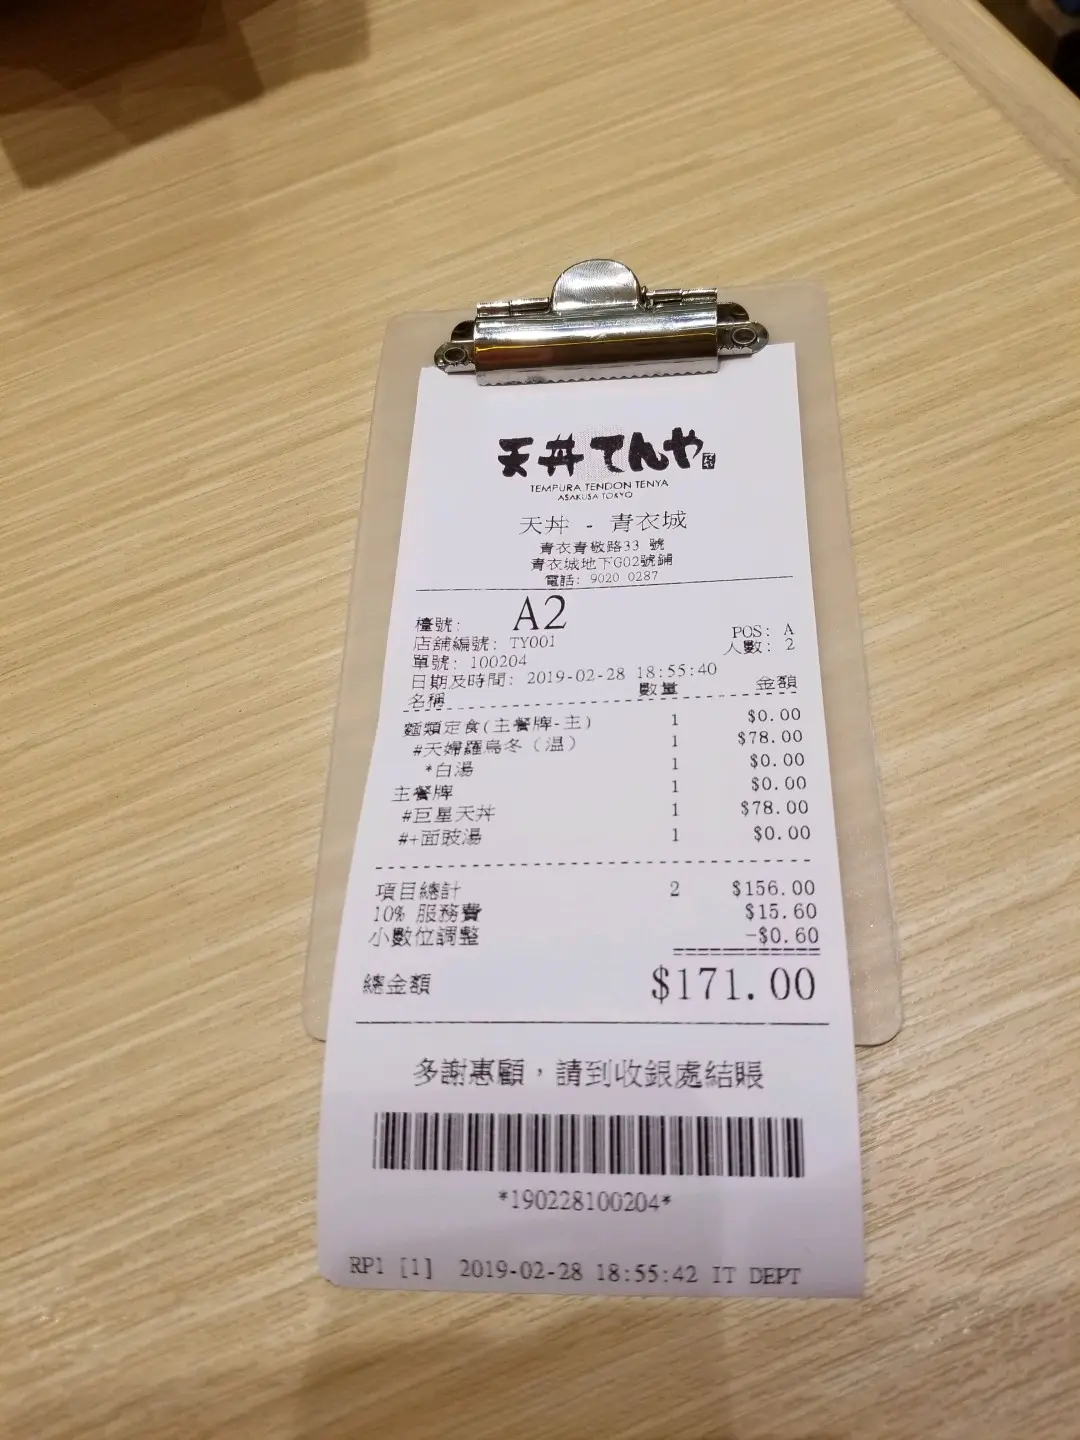 天丼てんや
TEMPURA TENDON TENYA
ASAKUSA TOKYO
天丼 - 青衣城
青衣青敬路33 號
青衣城地下G02號鋪
電話: 9020 0287
檯號: A2
店舖編號: TY001 POS: A
單號: 100204 人數: 2
日期及時間: 2019-02-28 18:55:40
名稱 數量 金額
麵類定食(主餐牌-主) 1 $0.00
#天婦羅烏冬（溫） 1 $78.00
*白湯 1 $0.00
主餐牌 1 $0.00
#巨星天丼 1 $78.00
#+面豉湯 1 $0.00
項目總計 2 $156.00
10% 服務費 $15.60
小數位調整 -$0.60
總金額 $171.00
多謝惠顧，請到收銀處結賬
*190228100204*
RP1 [1] 2019-02-28 18:55:42 IT DEPT